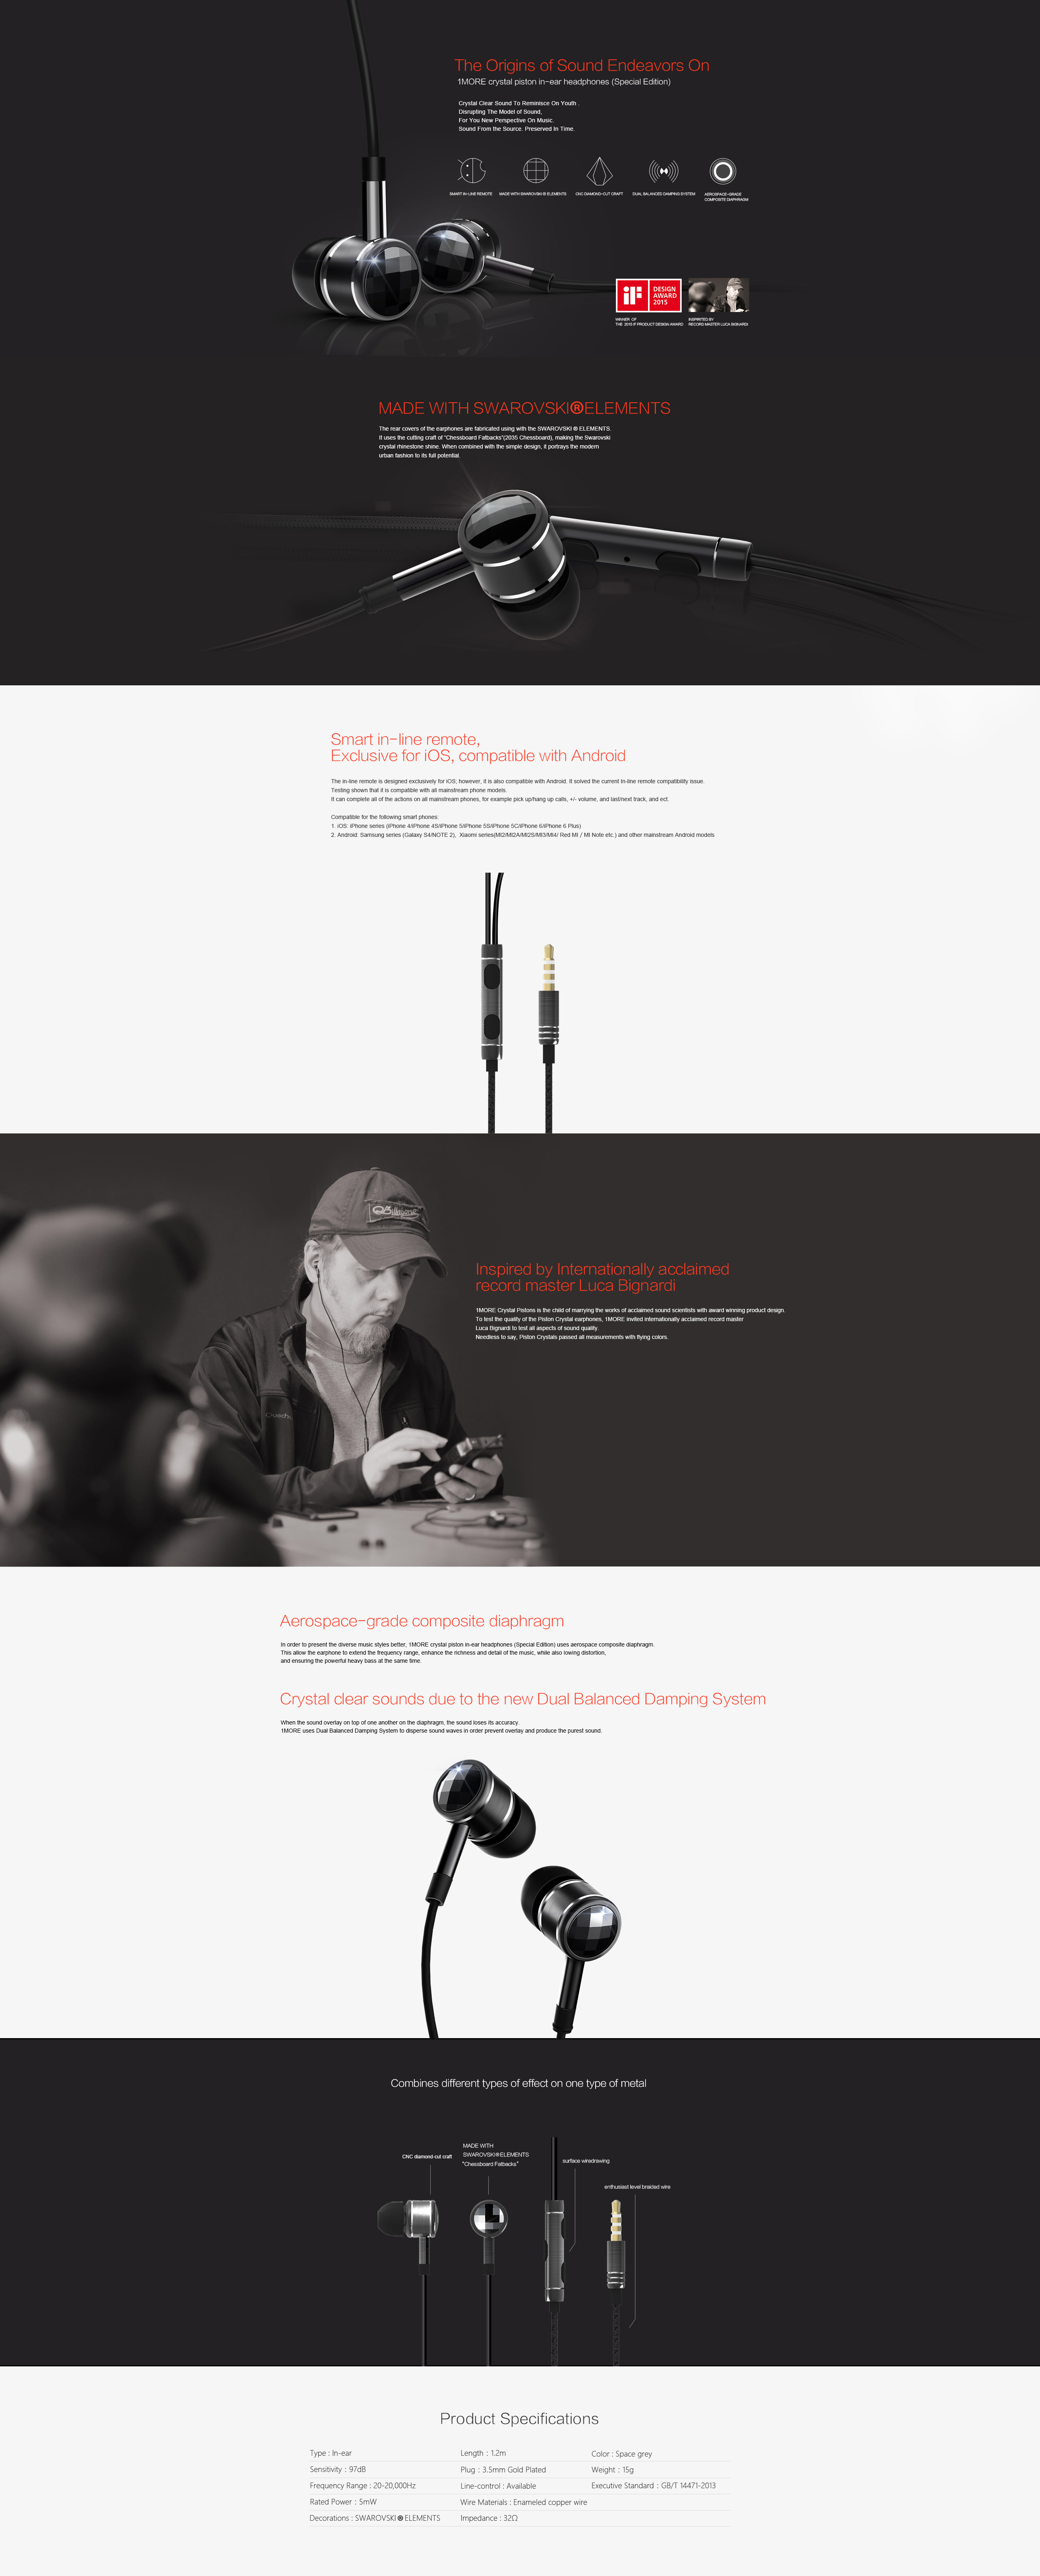 The Origins of Sound Endeavors On
1MORE crystal piston in-ear headphones (Special Edition)
Crystal Clear Sound To Reminisce On Youth .
Disrupting The Model of Sound,
For You New Perspective On Music.
Sound From the Source. Preserved In Time.
SMART IN-LINE REMOTE
MADE WITH SWAROVSKI® ELEMENTS
CNC DIAMOND-CUT CRAFT
DUAL BALANCED DAMPING SYSTEM
AEROSPACE-GRADE
COMPOSITE DIAPHRAGM
iF
DESIGN
AWARD
2015
WINNER OF
THE 2015 IF PRODUCT DESIGN AWARD
INSPIRITED BY
RECORD MASTER LUCA BIGNARDI
MADE WITH SWAROVSKI®ELEMENTS
The rear covers of the earphones are fabricated using with the SWAROVSKI ® ELEMENTS.
It uses the cutting craft of "Chessboard Fatbacks"(2035 Chessboard), making the Swarovski
crystal rhinestone shine. When combined with the simple design, it portrays the modern
urban fashion to its full potential.
Smart in-line remote,
Exclusive for iOS, compatible with Android
The in-line remote is designed exclusively for iOS; however, it is also compatible with Android. It solved the current in-line remote compatibility issue.
Testing shown that it is compatible with all mainstream phone models.
It can complete all of the actions on all mainstream phones, for example pick up/hang up calls, +/- volume, and last/next track, and ect.
Compatible for the following smart phones:
1. iOS: iPhone series (iPhone 4/iPhone 4S/iPhone 5/iPhone 5S/iPhone 5C/iPhone 6/iPhone 6 Plus)
2. Android: Samsung series (Galaxy S4/NOTE 2), Xiaomi series(MI2/MI2A/MI2S/MI3/MI4/ Red MI / MI Note etc.) and other mainstream Android models
Inspired by Internationally acclaimed
record master Luca Bignardi
1MORE Crystal Pistons is the child of marrying the works of acclaimed sound scientists with award winning product design.
To test the quality of the Piston Crystal earphones, 1MORE invited internationally acclaimed record master
Luca Bignardi to test all aspects of sound quality.
Needless to say, Piston Crystals passed all measurements with flying colors.
Aerospace-grade composite diaphragm
In order to present the diverse music styles better, 1MORE crystal piston in-ear headphones (Special Edition) uses aerospace composite diaphragm.
This allow the earphone to extend the frequency range, enhance the richness and detail of the music, while also lowing distortion,
and ensuring the powerful heavy bass at the same time.
Crystal clear sounds due to the new Dual Balanced Damping System
When the sound overlay on top of one another on the diaphragm, the sound loses its accuracy.
1MORE uses Dual Balanced Damping System to disperse sound waves in order prevent overlay and produce the purest sound.
Combines different types of effect on one type of metal
CNC diamond-cut craft
MADE WITH
SWAROVSKI®ELEMENTS
"Chessboard Fatbacks"
surface wiredrawing
enthusiast level braided wire
Product Specifications
Type : In-ear
Length : 1.2m
Color : Space grey
Sensitivity : 97dB
Plug : 3.5mm Gold Plated
Weight : 15g
Frequency Range : 20-20,000Hz
Line-control : Available
Executive Standard : GB/T 14471-2013
Rated Power : 5mW
Wire Materials : Enameled copper wire
Decorations : SWAROVSKI®ELEMENTS
Impedance : 32Ω